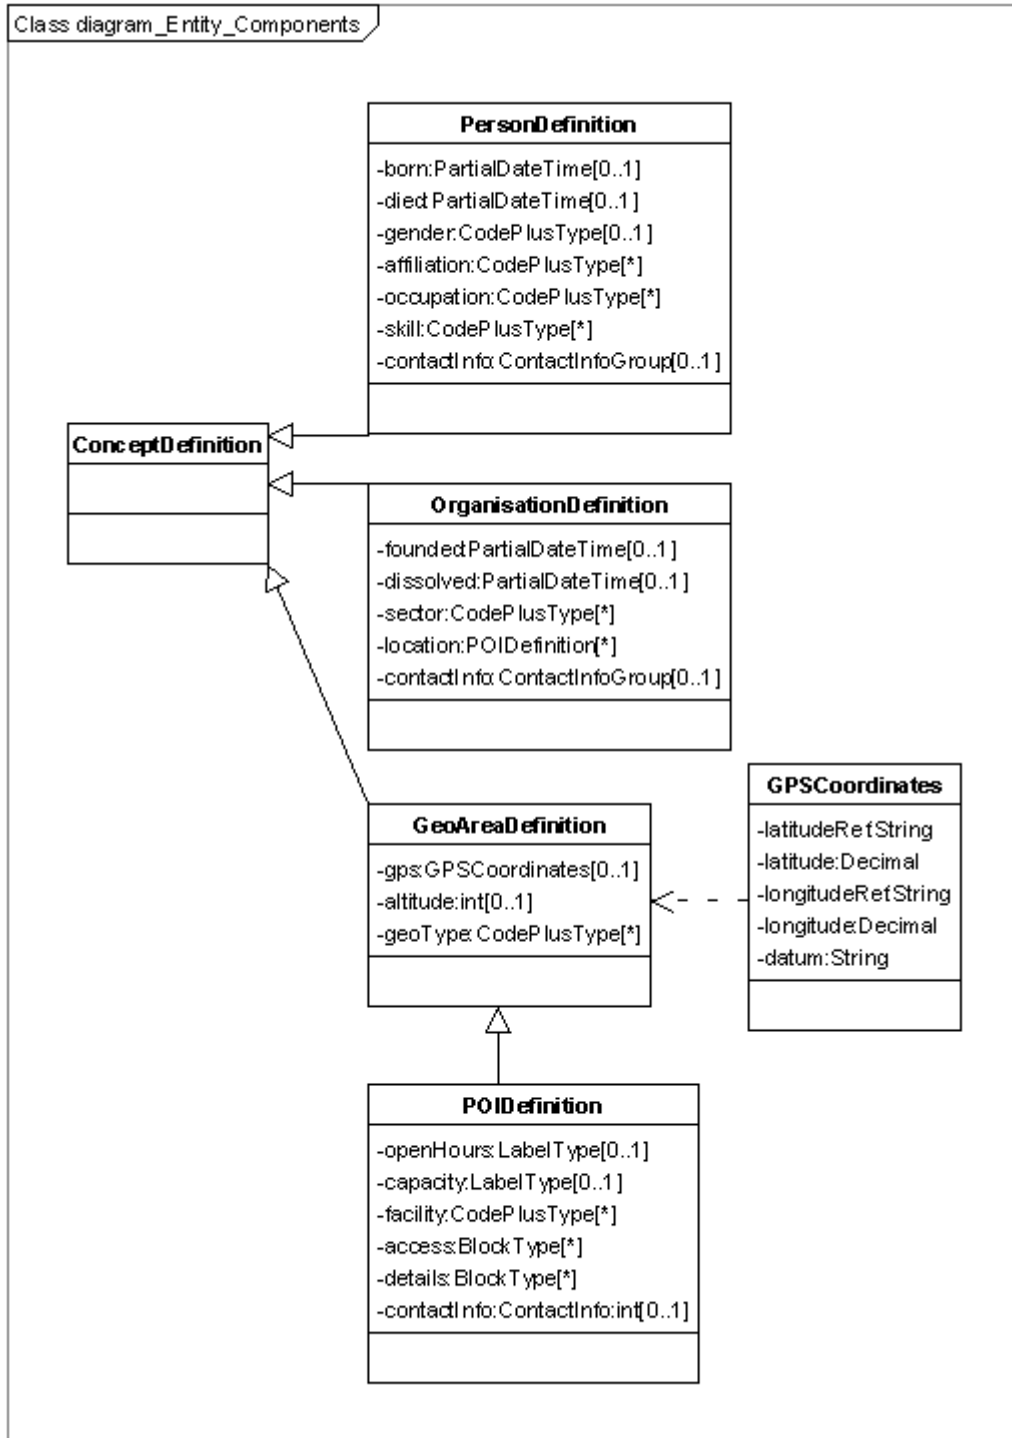 Class diagram_Entity_Components
PersonDefinition
-born:PartialDateTime[0..1]
-died:PartialDateTime[0..1]
-gender:CodePlusType[0..1]
-affiliation:CodePlusType[*]
-occupation:CodePlusType[*]
-skill:CodePlusType[*]
-contactInfo:ContactInfoGroup[0..1]
ConceptDefinition
OrganisationDefinition
-founded:PartialDateTime[0..1]
-dissolved:PartialDateTime[0..1]
-sector:CodePlusType[*]
-location:POIDefinition[*]
-contactInfo:ContactInfoGroup[0..1]
GPSCoordinates
-latitudeRef:String
-latitude:Decimal
-longitudeRef:String
-longitude:Decimal
-datum:String
GeoAreaDefinition
-gps:GPSCoordinates[0..1]
-altitude:int[0..1]
-geoType:CodePlusType[*]
POIDefinition
-openHours:LabelType[0..1]
-capacity:LabelType[0..1]
-facility:CodePlusType[*]
-access:BlockType[*]
-details:BlockType[*]
-contactInfo:ContactInfo:int[0..1]